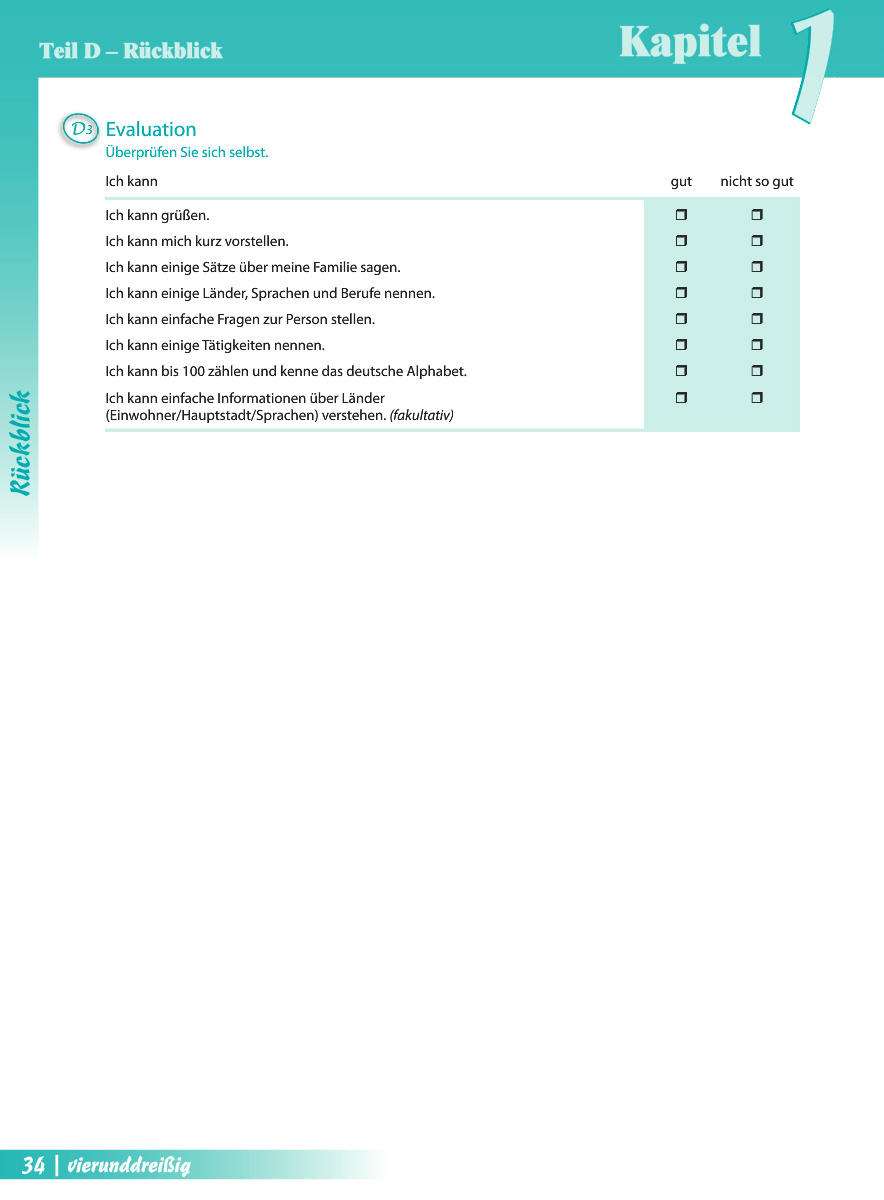 Teil D – Rückblick
Kapitel 1
D3 Evaluation
Überprüfen Sie sich selbst.
Ich kann gut nicht so gut
Ich kann grüßen. ❒ ❒
Ich kann mich kurz vorstellen. ❒ ❒
Ich kann einige Sätze über meine Familie sagen. ❒ ❒
Ich kann einige Länder, Sprachen und Berufe nennen. ❒ ❒
Ich kann einfache Fragen zur Person stellen. ❒ ❒
Ich kann einige Tätigkeiten nennen. ❒ ❒
Ich kann bis 100 zählen und kenne das deutsche Alphabet. ❒ ❒
Ich kann einfache Informationen über Länder ❒ ❒
(Einwohner/Hauptstadt/Sprachen) verstehen. (fakultativ)
Rückblick
34 | vierunddreißig